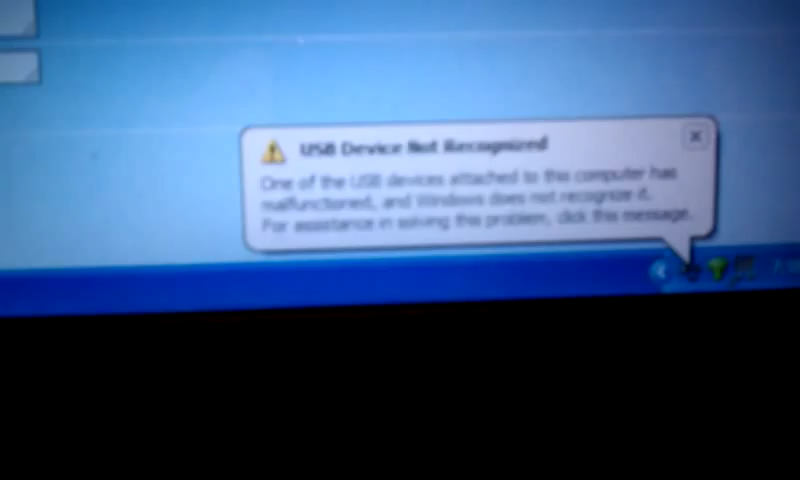 USB Device Not Recognized
One of the USB devices attached to this computer has
malfunctioned, and Windows does not recognize it.
For assistance in solving this problem, click this message.